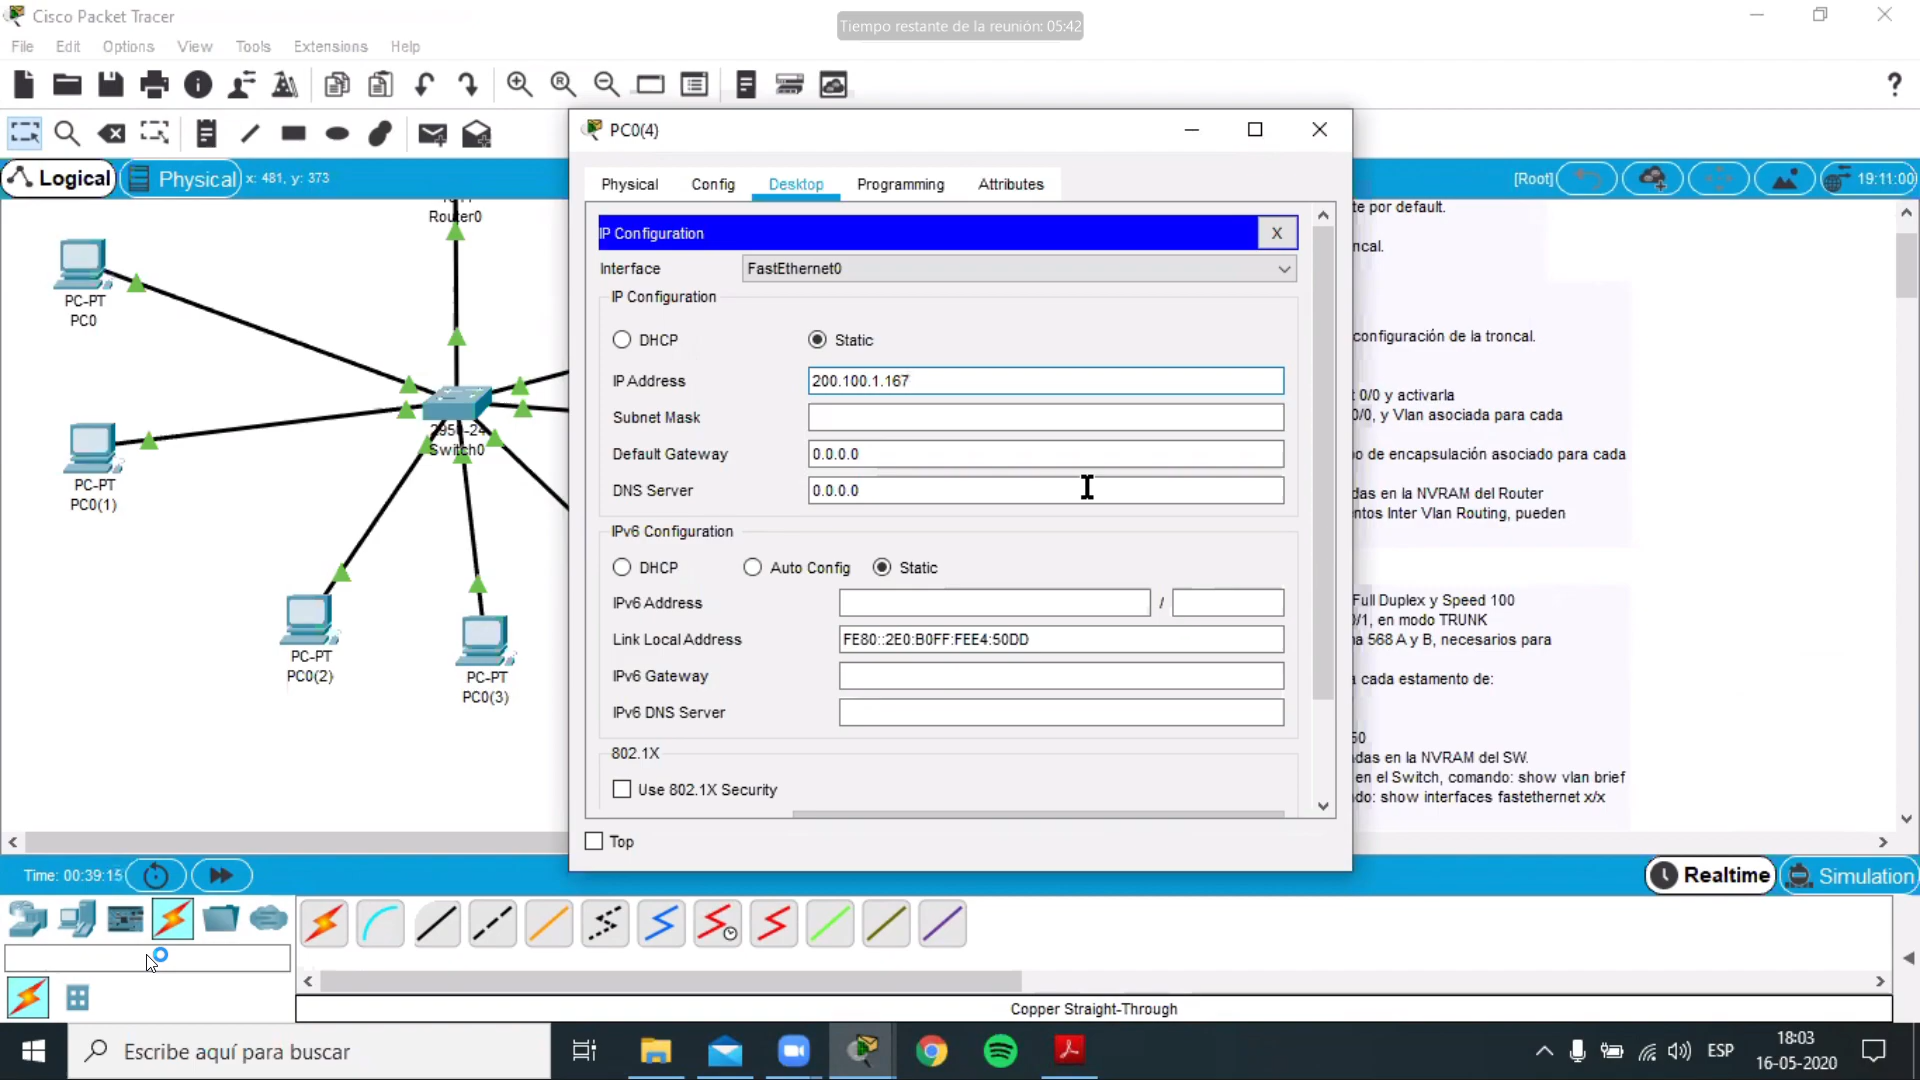 Cisco Packet Tracer
Tiempo restante de la reunión: 05:42
File Edit Options View Tools Extensions Help
PC0(4)
Logical
Physical
x: 481, y: 373
[Root]
19:11:00
Physical Config Desktop Programming Attributes
IP Configuration
X
Interface
FastEthernet0
IP Configuration
DHCP
Static
IP Address
200.100.1.167
Subnet Mask
Default Gateway
0.0.0.0
DNS Server
0.0.0.0
IPv6 Configuration
DHCP
Auto Config
Static
IPv6 Address
/
Link Local Address
FE80::2E0:B0FF:FEE4:50DD
IPv6 Gateway
IPv6 DNS Server
802.1X
Use 802.1X Security
Top
Router0
PC-PT
PC0
PC-PT
PC0(1)
Switch0
PC-PT
PC0(2)
PC-PT
PC0(3)
te por default.
ncal.
configuración de la troncal.
0/0 y activarla
0/0, y Vlan asociada para cada
o de encapsulación asociado para cada
das en la NVRAM del Router
ntos Inter Vlan Routing, pueden
Full Duplex y Speed 100
0/1, en modo TRUNK
a 568 A y B, necesarios para
a cada estamento de:
50
das en la NVRAM del SW.
en el Switch, comando: show vlan brief
do: show interfaces fastethernet x/x
Time: 00:39:15
Realtime
Simulation
Copper Straight-Through
Escribe aquí para buscar
ESP
18:03
16-05-2020